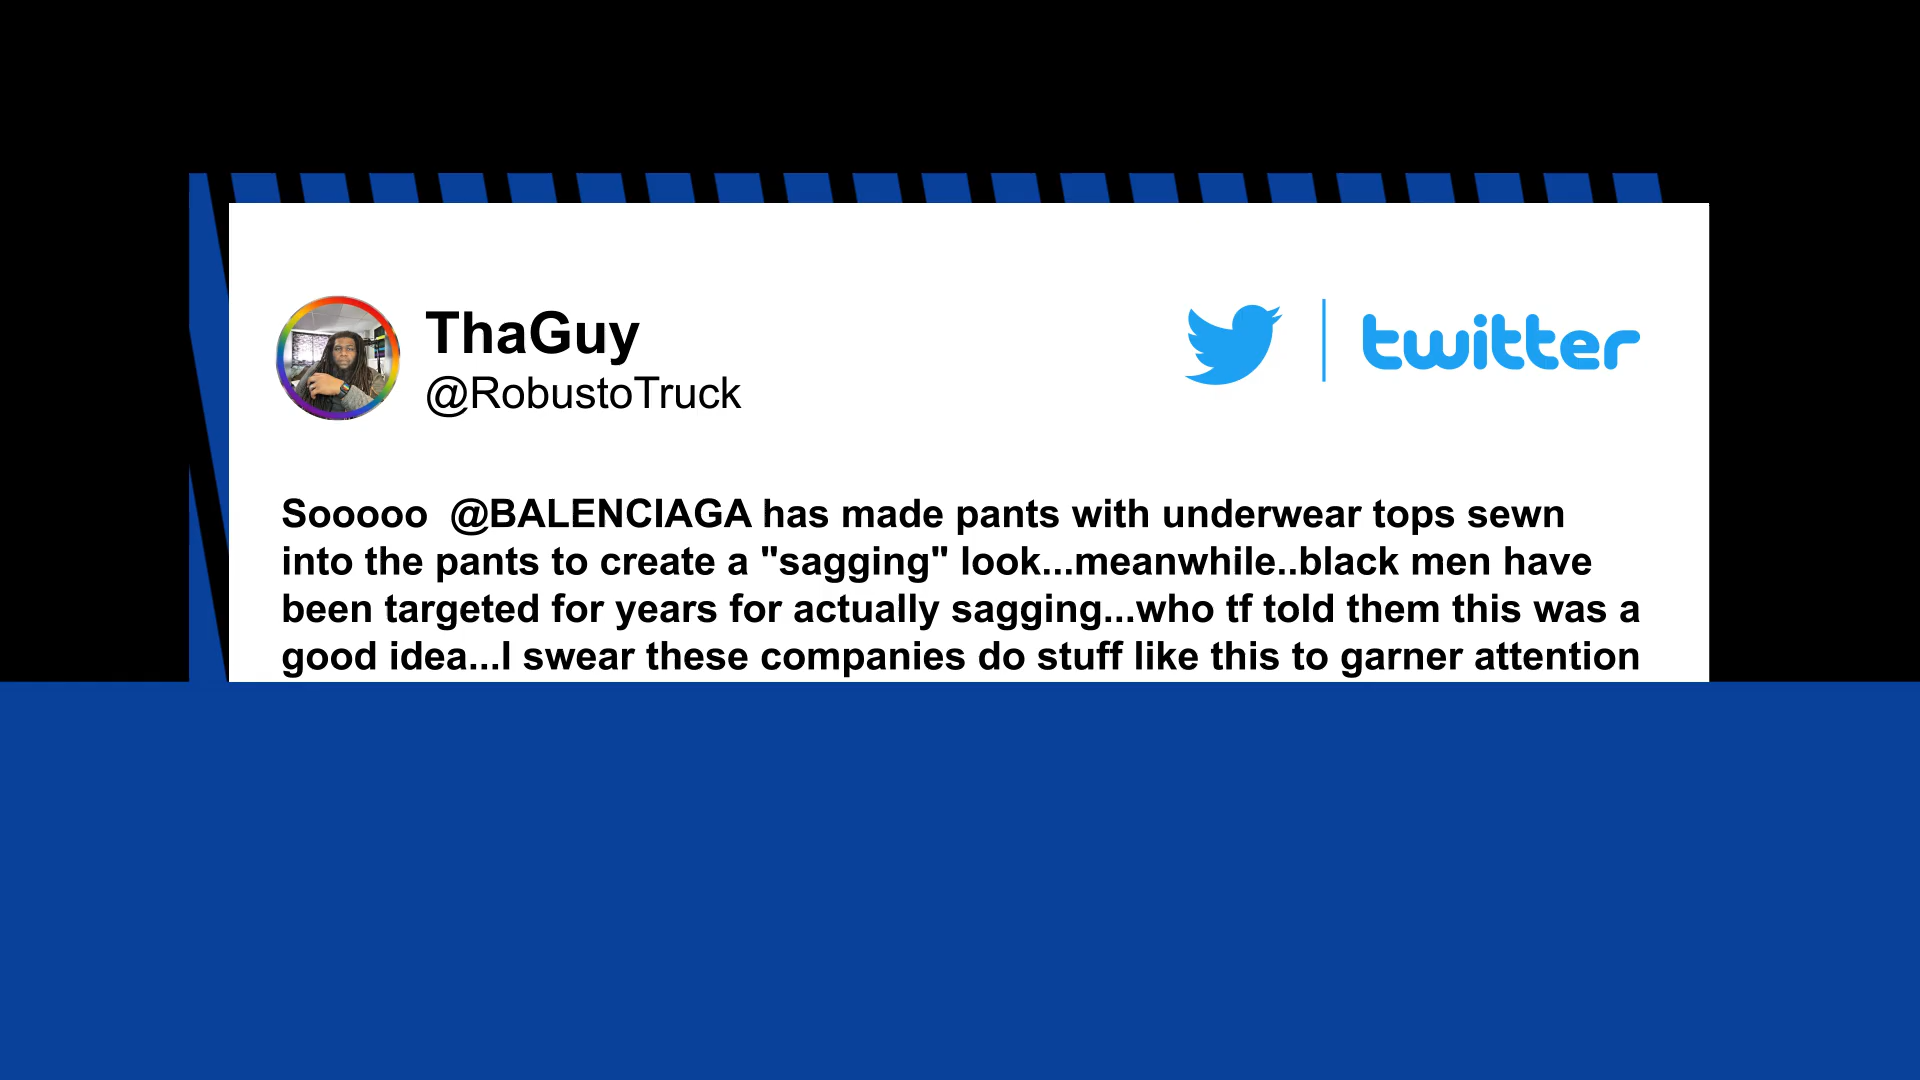 ThaGuy
@RobustoTruck
twitter
Sooooo  @BALENCIAGA has made pants with underwear tops sewn
into the pants to create a "sagging" look...meanwhile..black men have
been targeted for years for actually sagging...who tf told them this was a
good idea...I swear these companies do stuff like this to garner attention